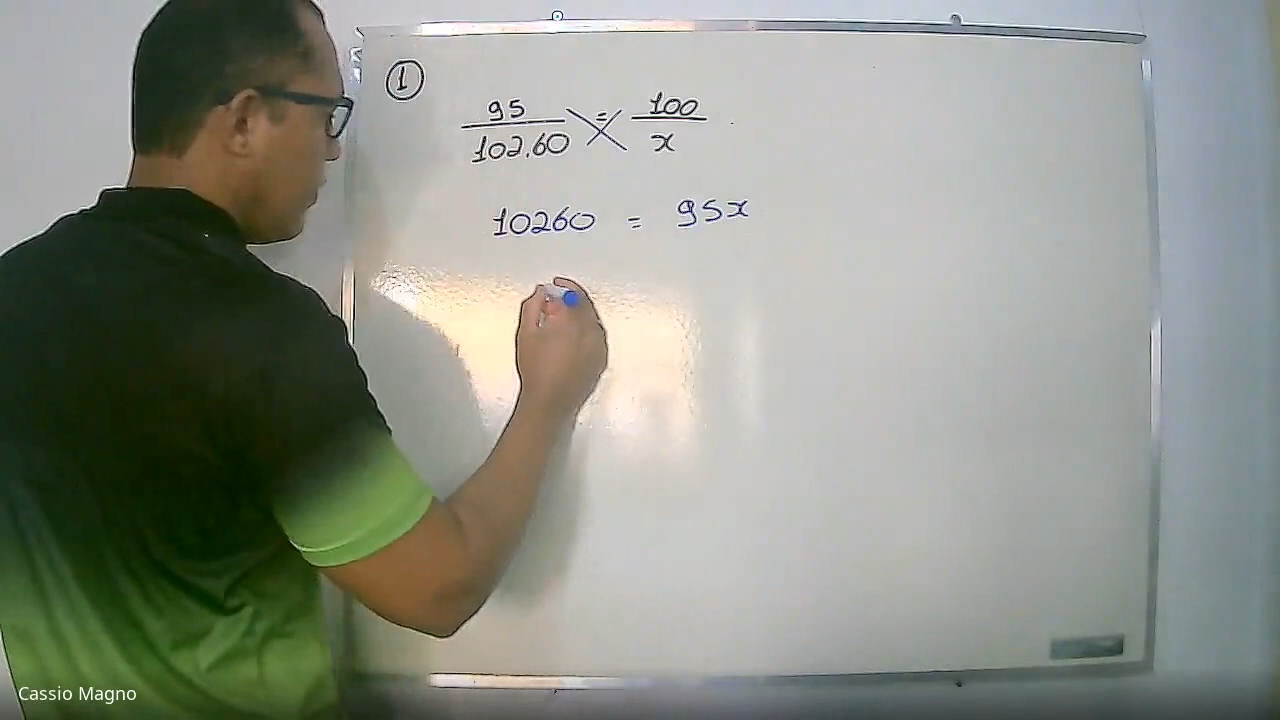 1
95 = 100
102,60 x
10260 = 95x
Cassio Magno